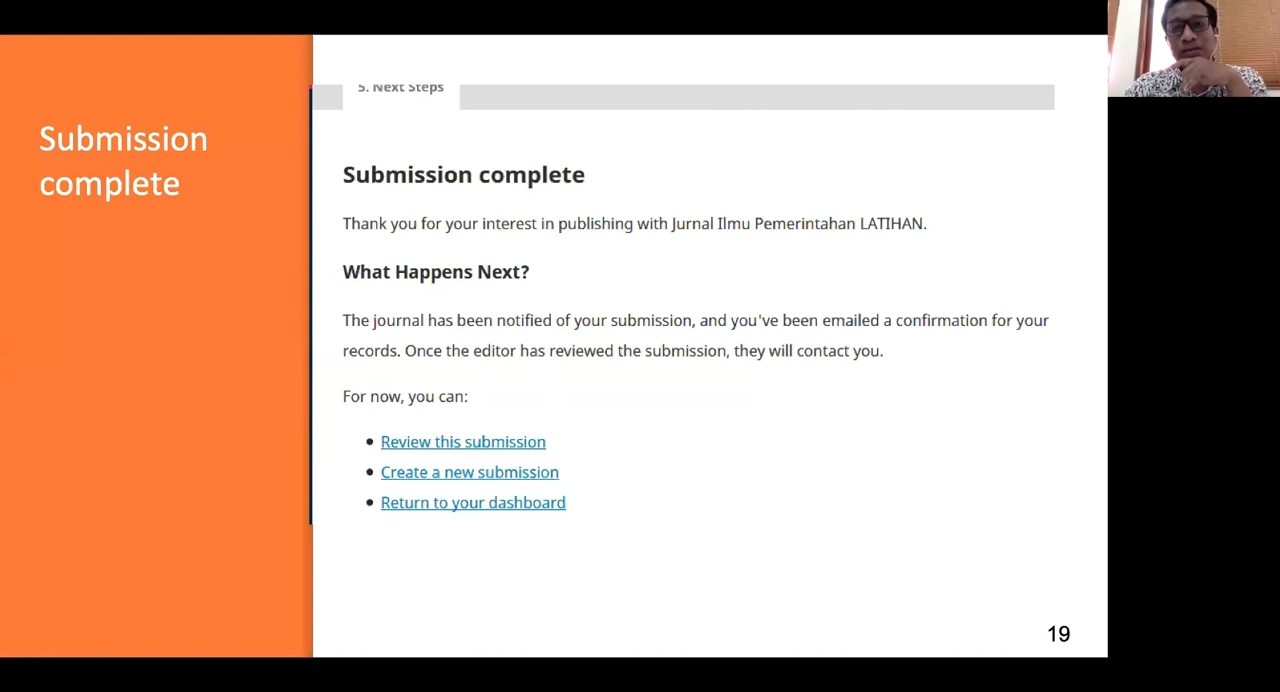 Submission
complete
5. Next Steps
Submission complete
Thank you for your interest in publishing with Jurnal Ilmu Pemerintahan LATIHAN.
What Happens Next?
The journal has been notified of your submission, and you've been emailed a confirmation for your
records. Once the editor has reviewed the submission, they will contact you.
For now, you can:
Review this submission
Create a new submission
Return to your dashboard
19